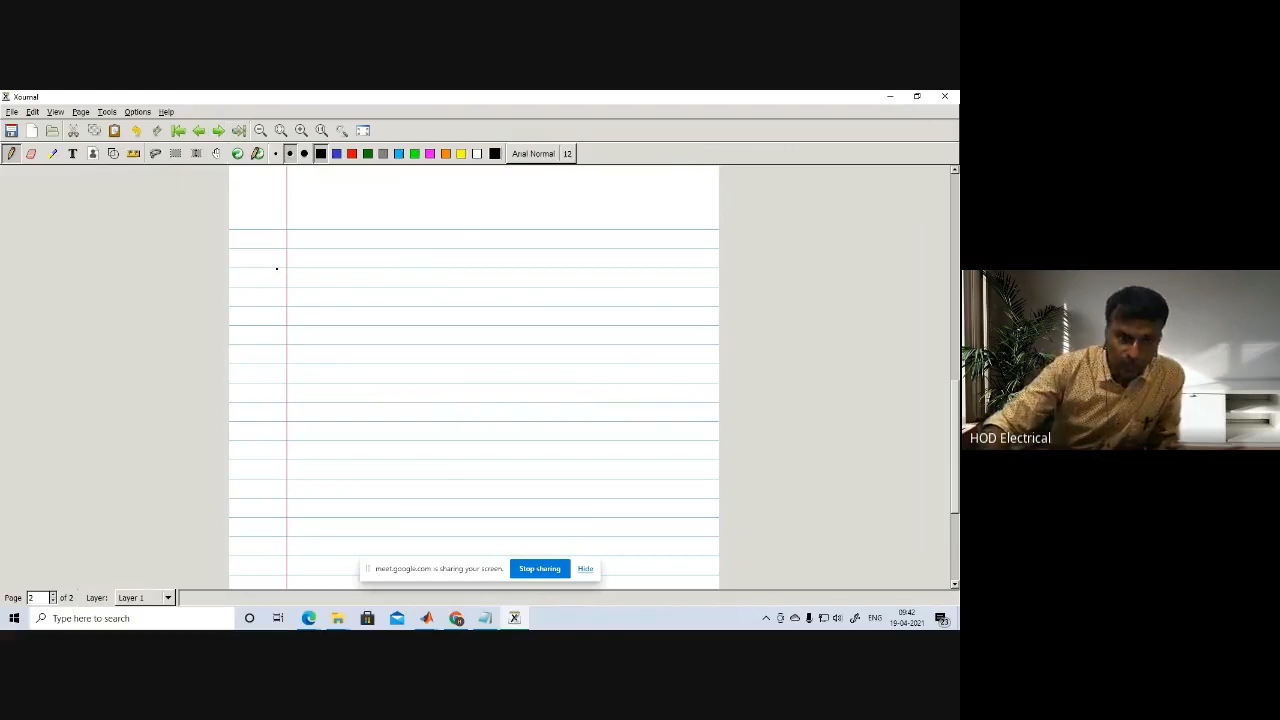 Xournal
File Edit View Page Tools Options Help
T Arial Normal 12
HOD Electrical
meet.google.com is sharing your screen. Stop sharing Hide
Page 2 of 2 Layer: Layer 1
Type here to search
ENG
09:42
19-04-2021
23